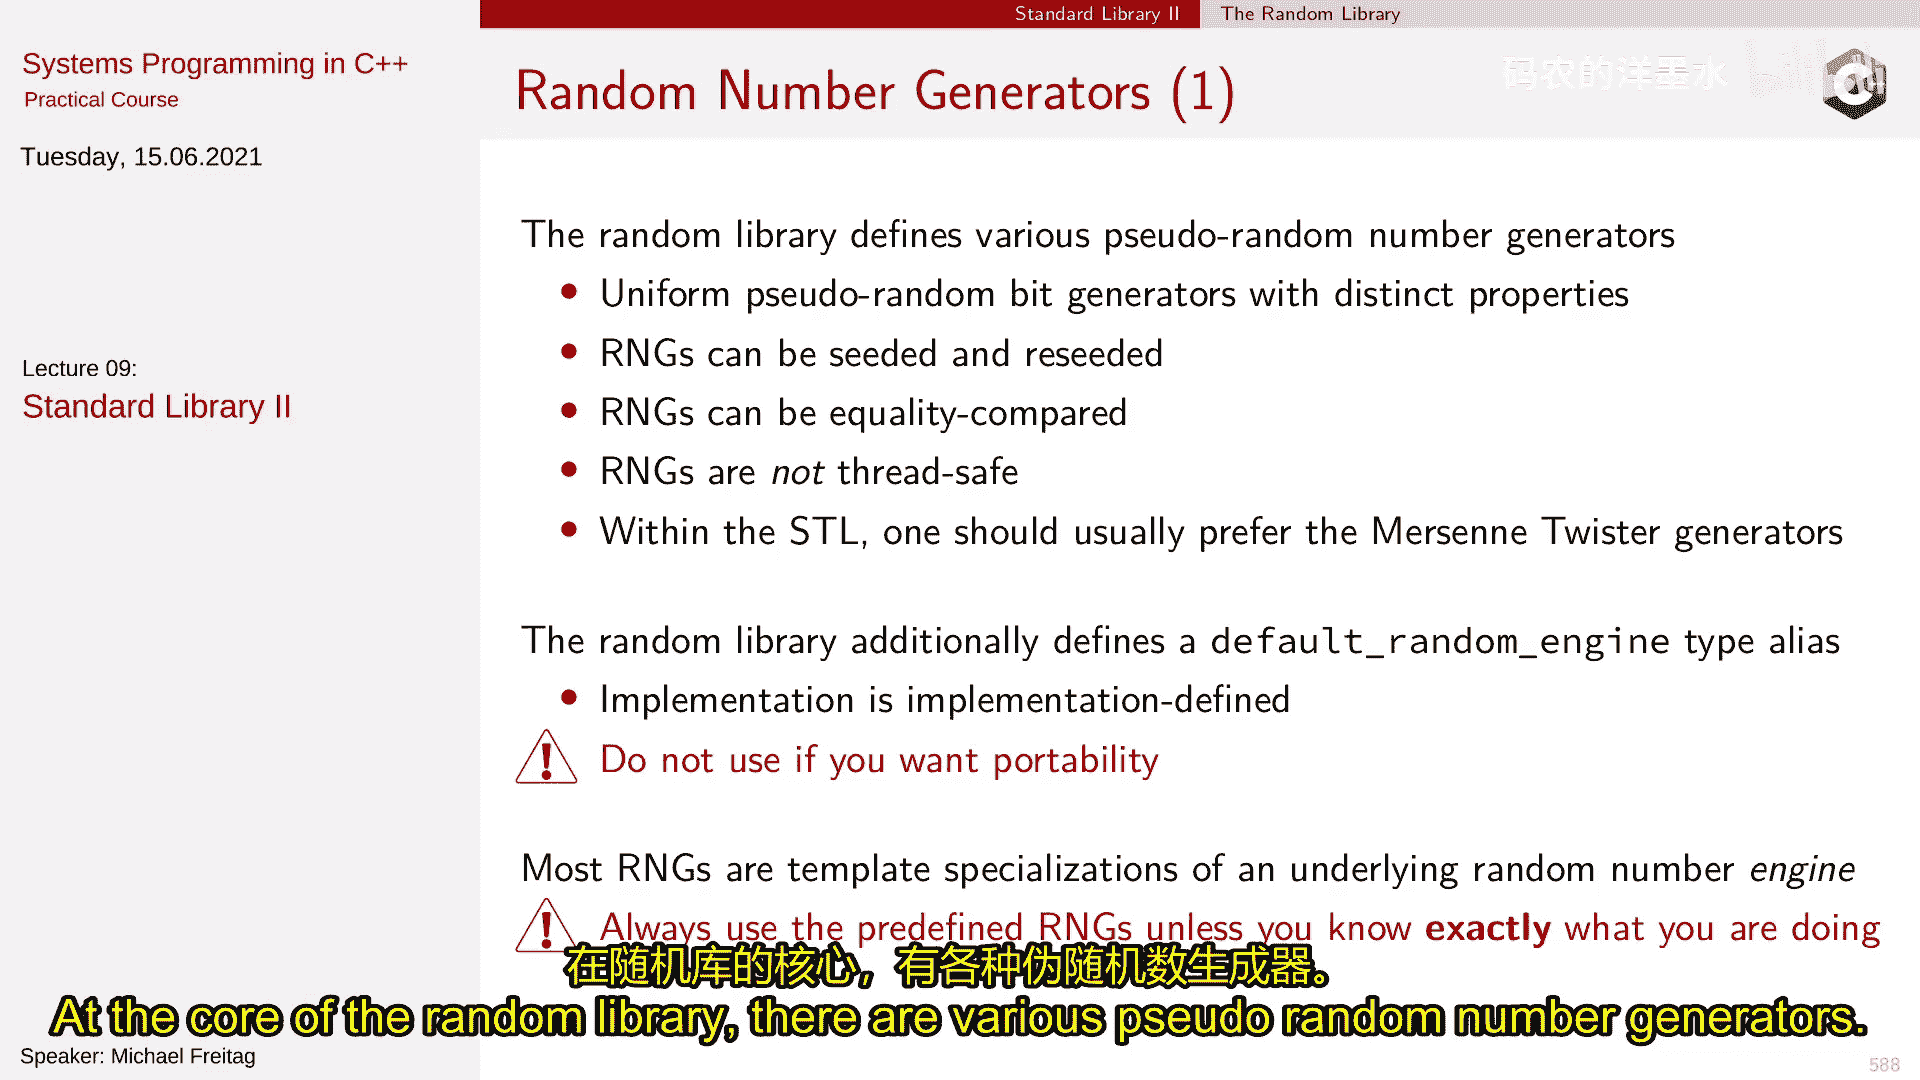 Standard Library II
The Random Library
Systems Programming in C++
Practical Course
Tuesday, 15.06.2021
Lecture 09:
Standard Library II
Random Number Generators (1)
码农的洋墨水
The random library defines various pseudo-random number generators
Uniform pseudo-random bit generators with distinct properties
RNGs can be seeded and reseeded
RNGs can be equality-compared
RNGs are not thread-safe
Within the STL, one should usually prefer the Mersenne Twister generators
The random library additionally defines a default_random_engine type alias
Implementation is implementation-defined
Do not use if you want portability
Most RNGs are template specializations of an underlying random number engine
Always use the predefined RNGs unless you know exactly what you are doing
在随机库的核心，有各种伪随机数生成器。
At the core of the random library, there are various pseudo random number generators.
Speaker: Michael Freitag
588